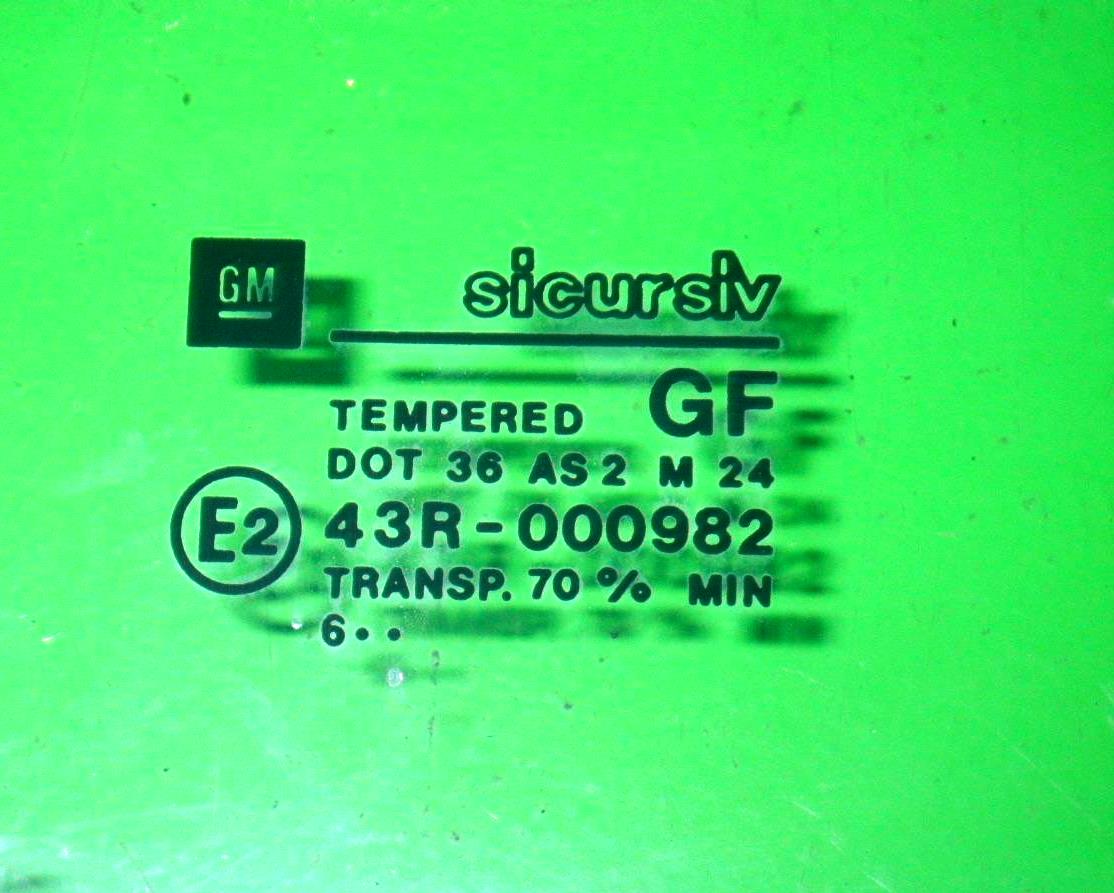 GM sicursiv
TEMPERED GF
DOT 36 AS2 M 24
E2 43R-000982
TRANSP. 70% MIN
6••